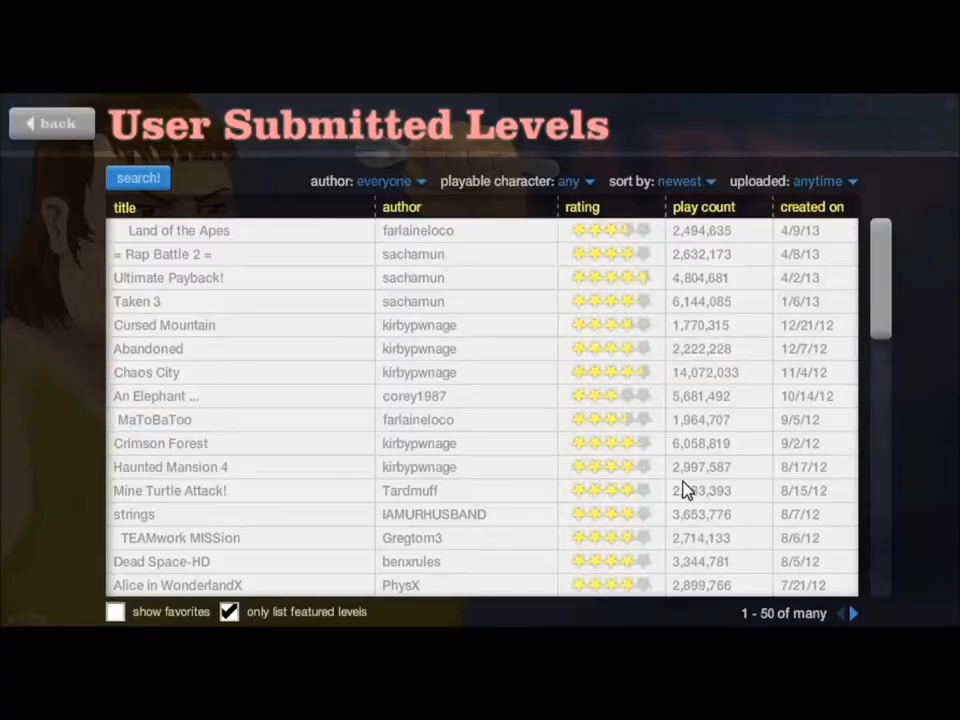 back
User Submitted Levels
search! author: everyone playable character: any sort by: newest uploaded: anytime
title author rating play count created on
Land of the Apes farlaineloco 2,494,635 4/9/13
= Rap Battle 2 = sachamun 2,632,173 4/8/13
Ultimate Payback! sachamun 4,804,681 4/2/13
Taken 3 sachamun 6,144,085 1/6/13
Cursed Mountain kirbypwnage 1,770,315 12/21/12
Abandoned kirbypwnage 2,222,228 12/7/12
Chaos City kirbypwnage 14,072,033 11/4/12
An Elephant ... corey1987 5,681,492 10/14/12
MaToBaToo farlaineloco 1,964,707 9/5/12
Crimson Forest kirbypwnage 6,058,819 9/2/12
Haunted Mansion 4 kirbypwnage 2,997,587 8/17/12
Mine Turtle Attack! Tardmuff 8/15/12
strings IAMURHUSBAND 3,653,776 8/7/12
TEAMwork MISSion Gregtom3 2,714,133 8/6/12
Dead Space-HD benxrules 3,344,781 8/5/12
Alice in WonderlandX PhysX 2,899,766 7/21/12
show favorites only list featured levels 1 - 50 of many